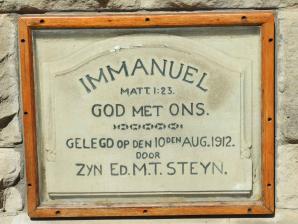 IMMANUEL
MATT. 1:23.
GOD MET ONS.
GELEGD OP DEN 10DEN AUG. 1912.
DOOR
ZYN ED. M.T. STEYN.